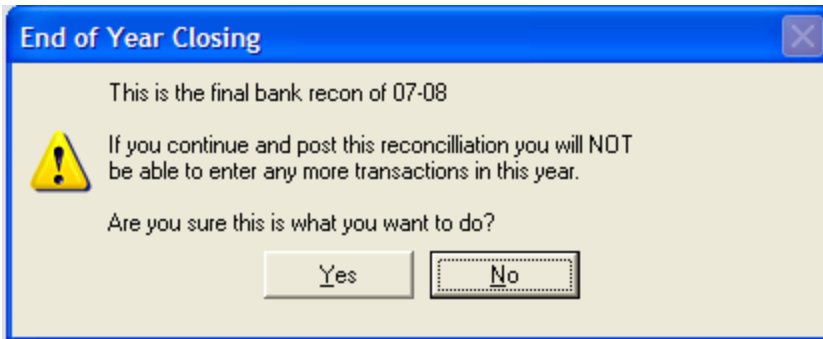 End of Year Closing
This is the final bank recon of 07-08
If you continue and post this reconcilliation you will NOT
be able to enter any more transactions in this year.
Are you sure this is what you want to do?
Yes
No